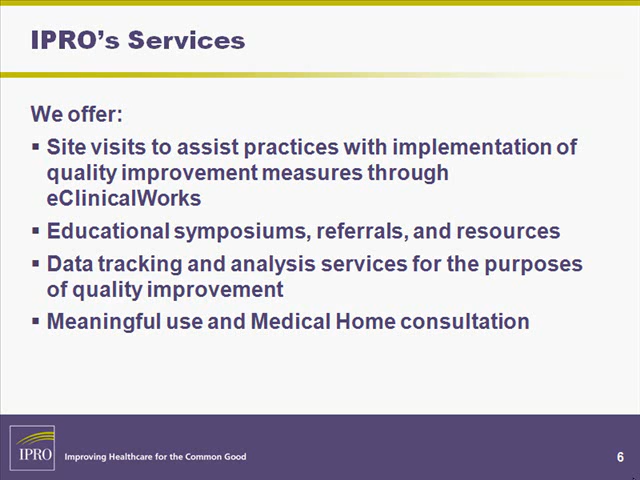 IPRO’s Services
We offer:
▪ Site visits to assist practices with implementation of
quality improvement measures through
eClinicalWorks
▪ Educational symposiums, referrals, and resources
▪ Data tracking and analysis services for the purposes
of quality improvement
▪ Meaningful use and Medical Home consultation
IPRO
Improving Healthcare for the Common Good
6